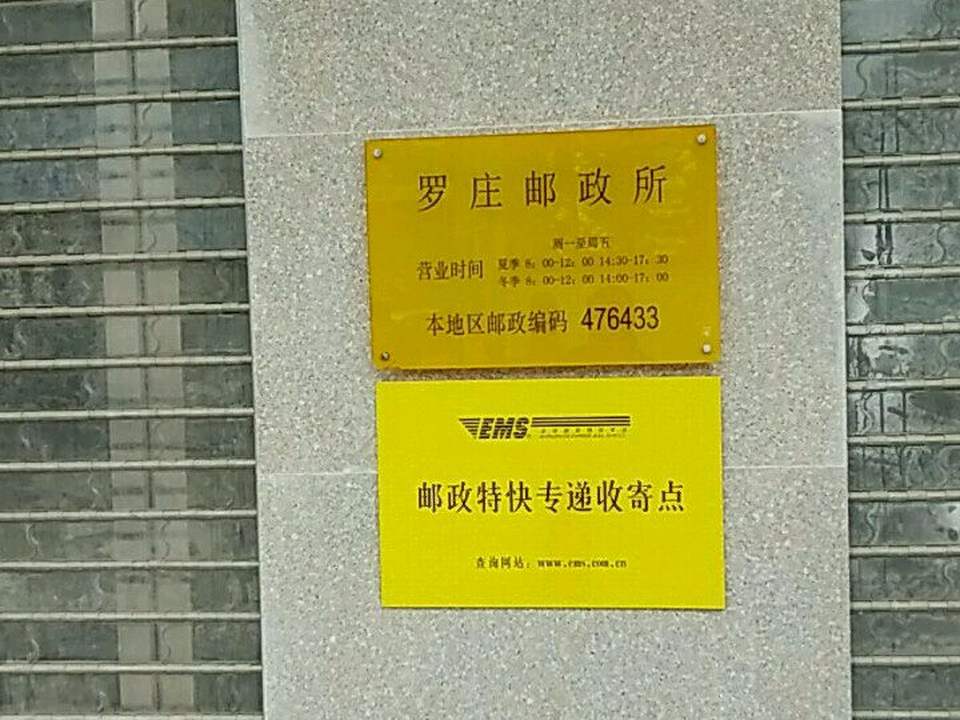 罗庄邮政所
周一至周五
营业时间 夏季 8：00-12：00 14:30-17：30
冬季 8：00-12：00 14:00-17：00
本地区邮政编码 476433
EMS
邮政特快专递收寄点
查询网站：www.ems.com.cn